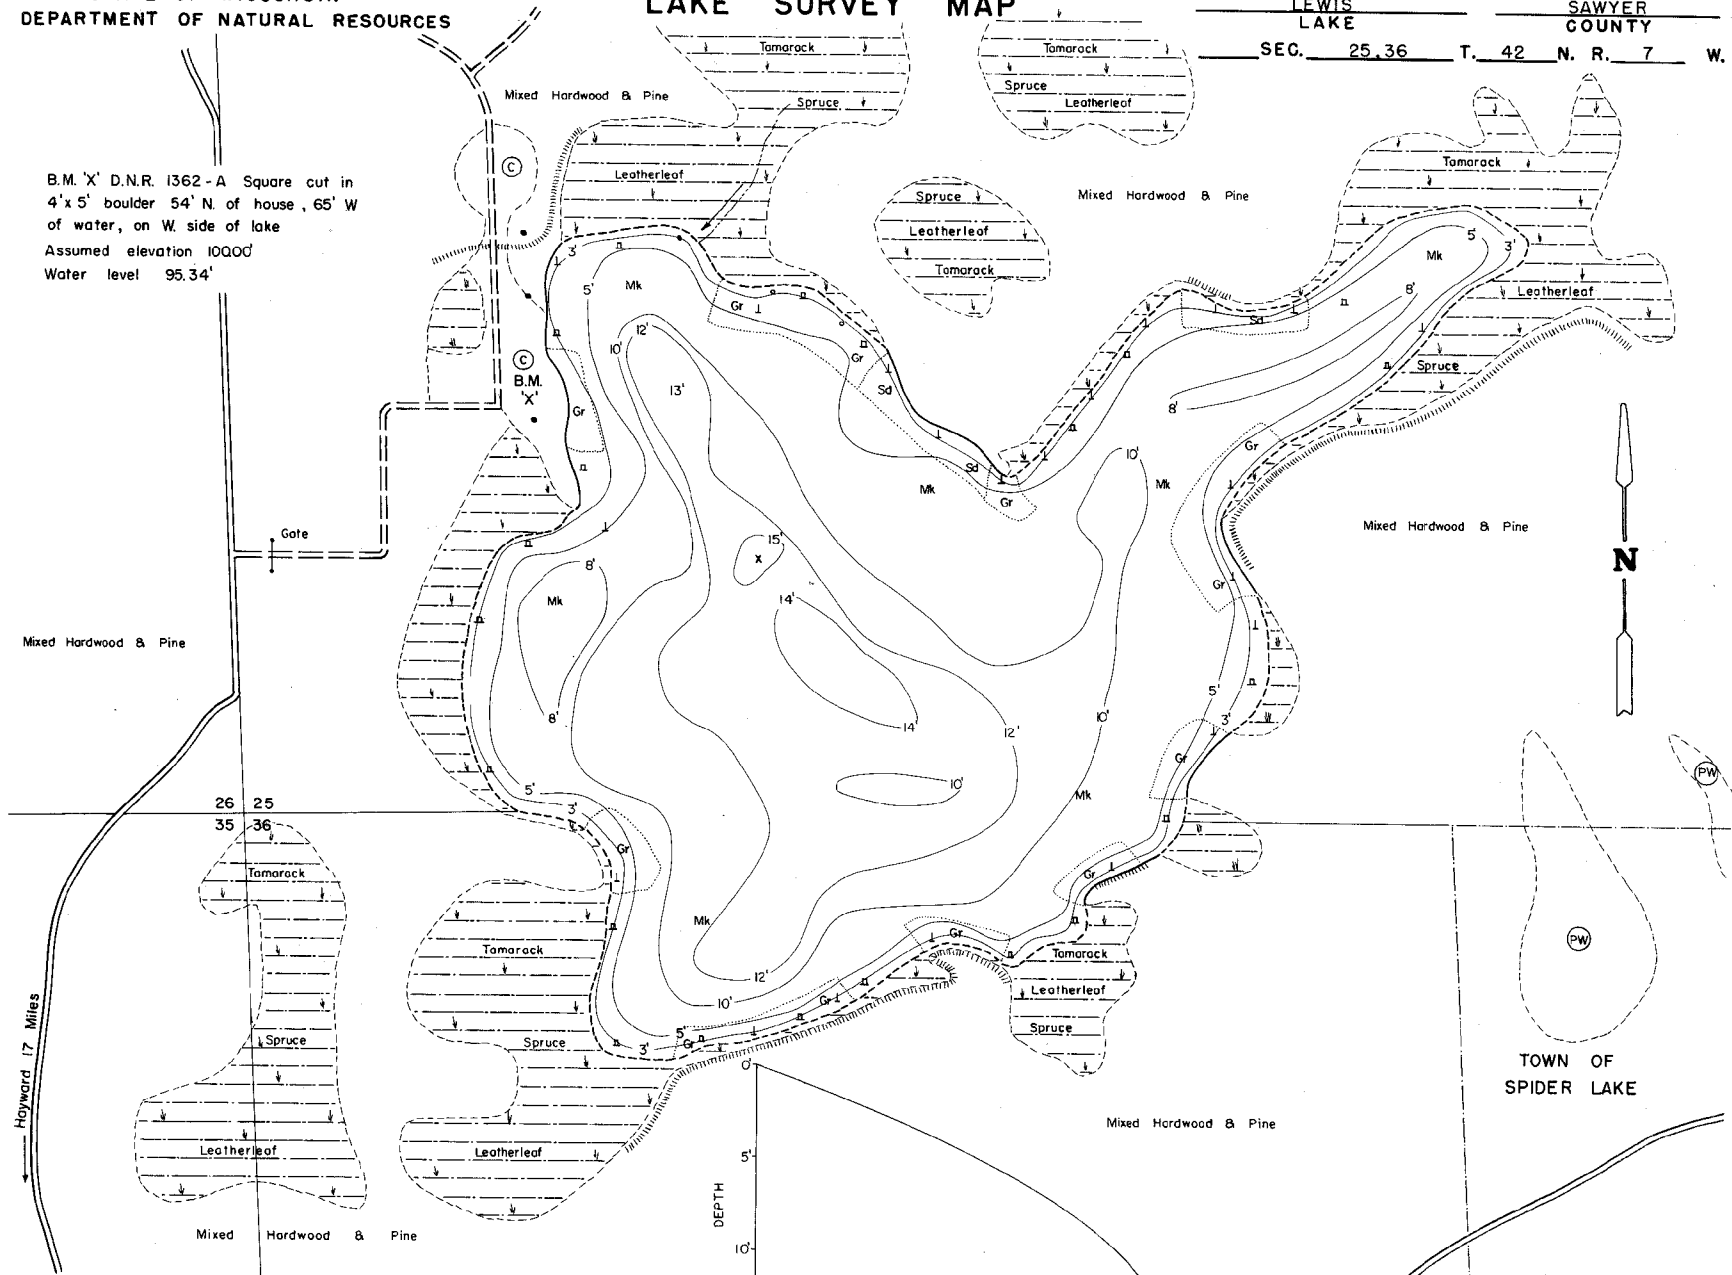 DEPARTMENT OF NATURAL RESOURCES
LAKE SURVEY MAP
LEWIS
LAKE
SAWYER
COUNTY
SEC. 25,36 T. 42 N. R. 7 W.
Mixed Hardwood & Pine
Tamarack
Spruce
Leatherleaf
Tamarack
Spruce
Leatherleaf
Spruce
Leatherleaf
Tamarack
Mixed Hardwood & Pine
Tamarack
Leatherleaf
Spruce
B.M. 'X' D.N.R. 1362-A Square cut in
4' x 5' boulder 54' N. of house, 65' W
of water, on W. side of lake
Assumed elevation 100.00'
Water level 95.34'
C
C
B.M.
'X'
3'
5'
Mk
Gr
12'
10'
13'
Gr
Gr
Sd
Sd
Gr
Mk
Sd
5'
3'
Mk
8'
8'
10'
Mk
Gr
Gr
Gate
Mixed Hardwood & Pine
N
15'
X
14'
8'
Mk
8'
14'
12'
10'
5'
3'
Gr
10'
Mk
Mixed Hardwood & Pine
26 25
35 36
5'
3'
Gr
Gr
Gr
Mk
12'
10'
Gr
5'
3'
Gr
Tamarack
Spruce
Leatherleaf
Tamarack
Spruce
Leatherleaf
Tamarack
Leatherleaf
Spruce
PW
PW
TOWN OF
SPIDER LAKE
Hayward 17 Miles
Mixed Hardwood & Pine
Mixed Hardwood & Pine
0'
5'
10'
DEPTH